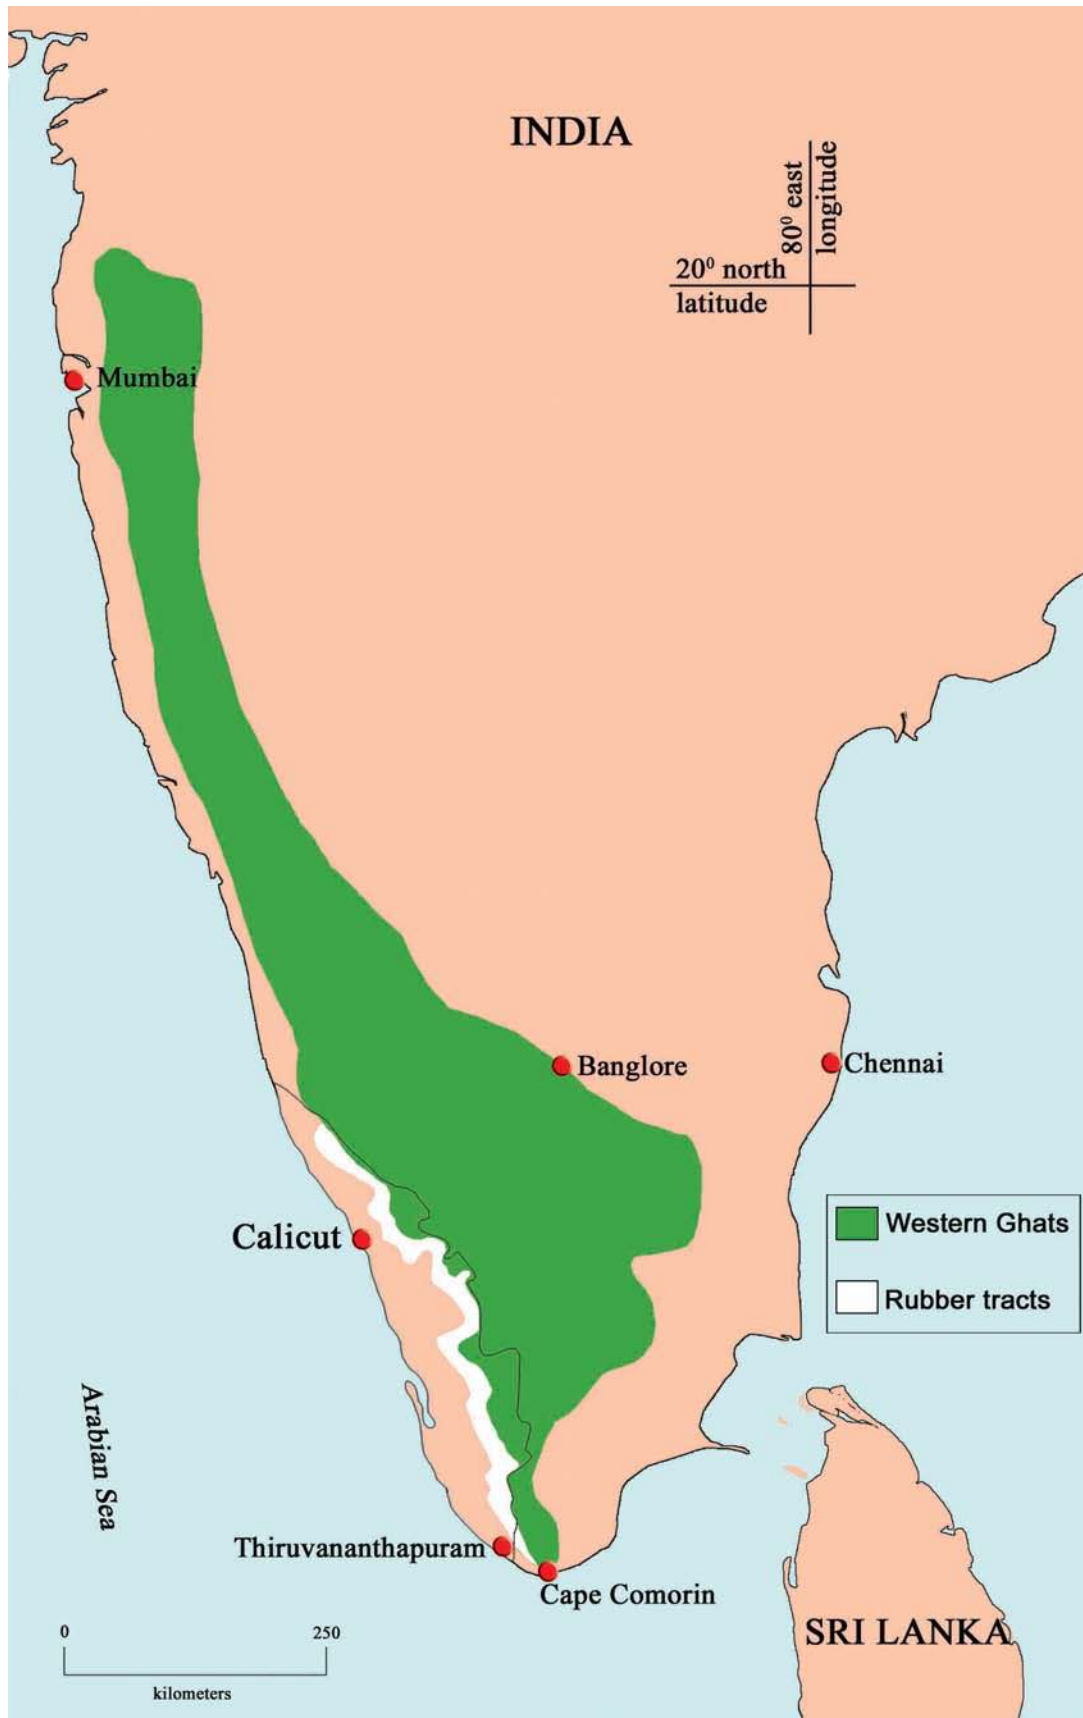 INDIA
80⁰ east
longitude
20⁰ north
latitude
Mumbai
Banglore
Chennai
Western Ghats
Calicut
Rubber tracts
Arabian Sea
Thiruvananthapuram
Cape Comorin
SRI LANKA
0 250
kilometers